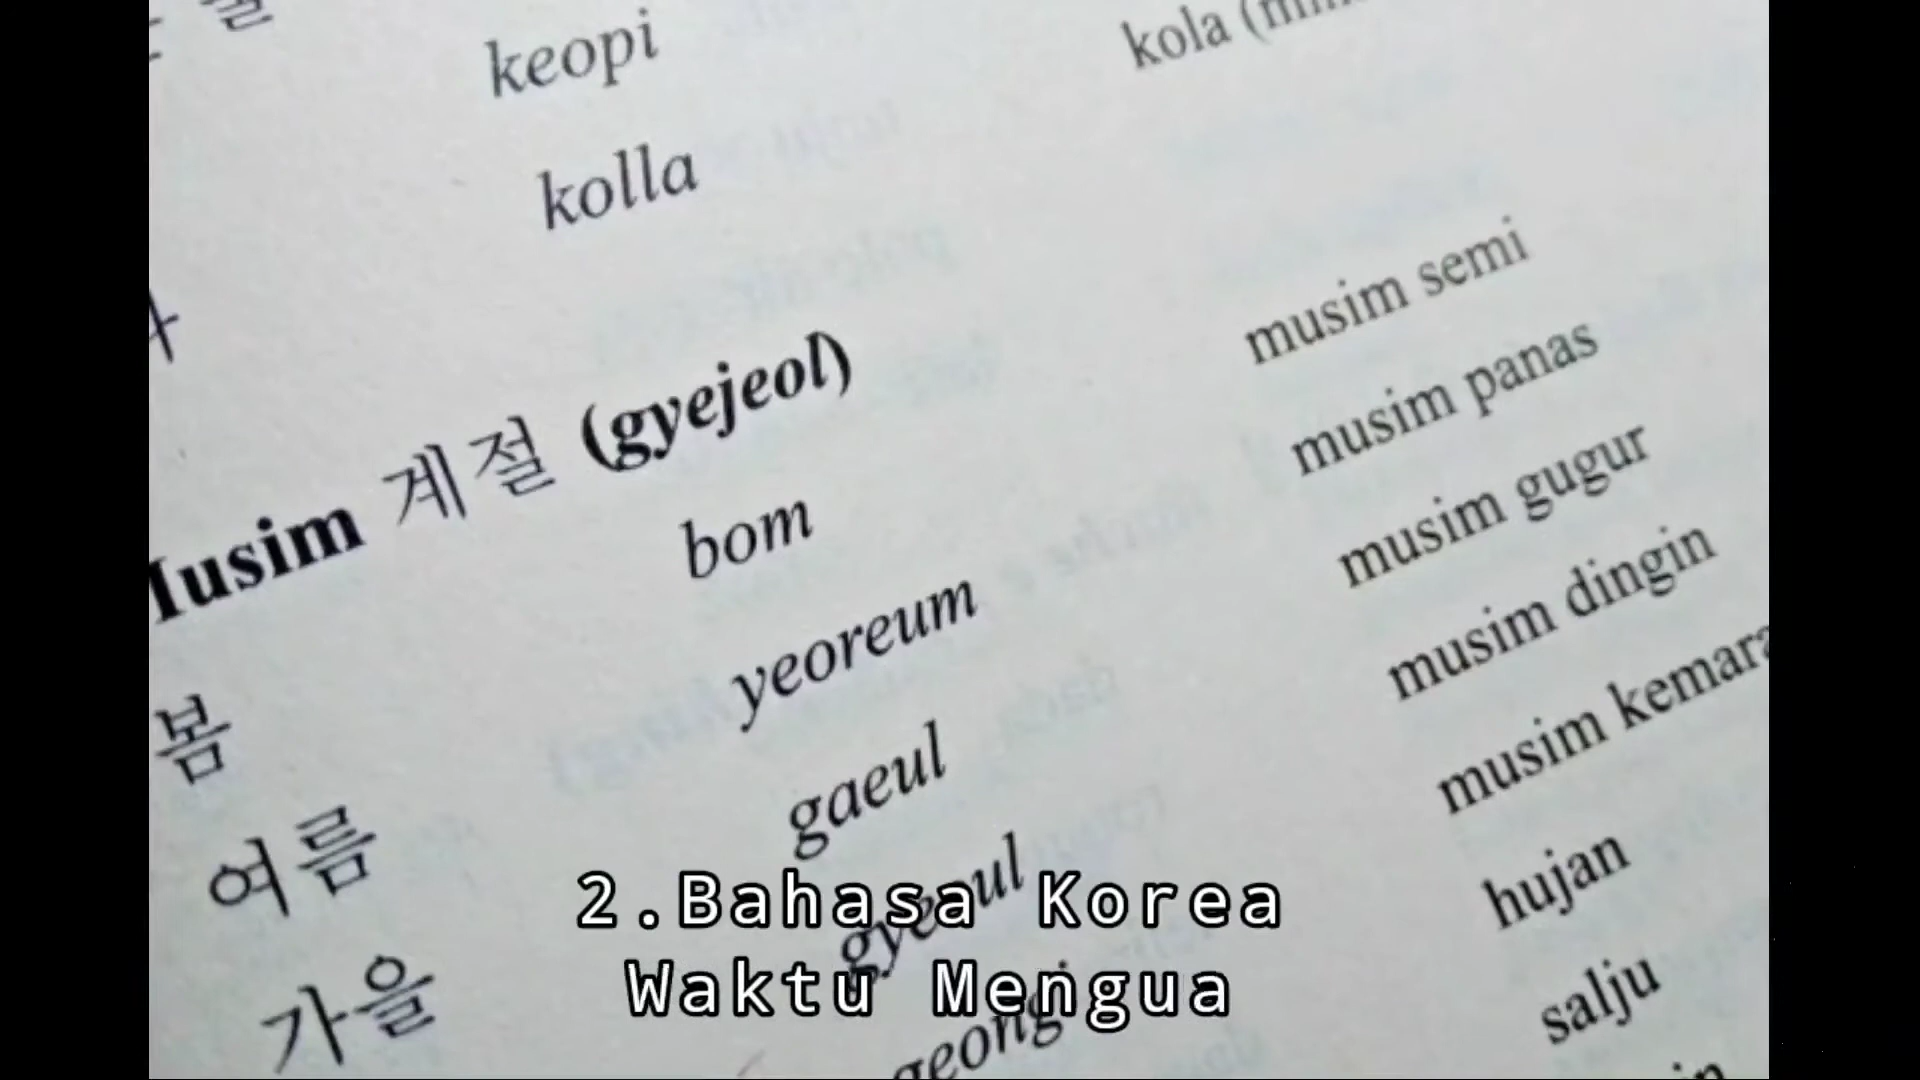 keopi
kola
kolla
Musim 계절 (gyejeol)
봄 bom musim semi
여름 yeoreum musim panas
가을 gaeul musim gugur
gyeoul musim dingin
musim
hujan
salju
2.Bahasa Korea
Waktu Mengua